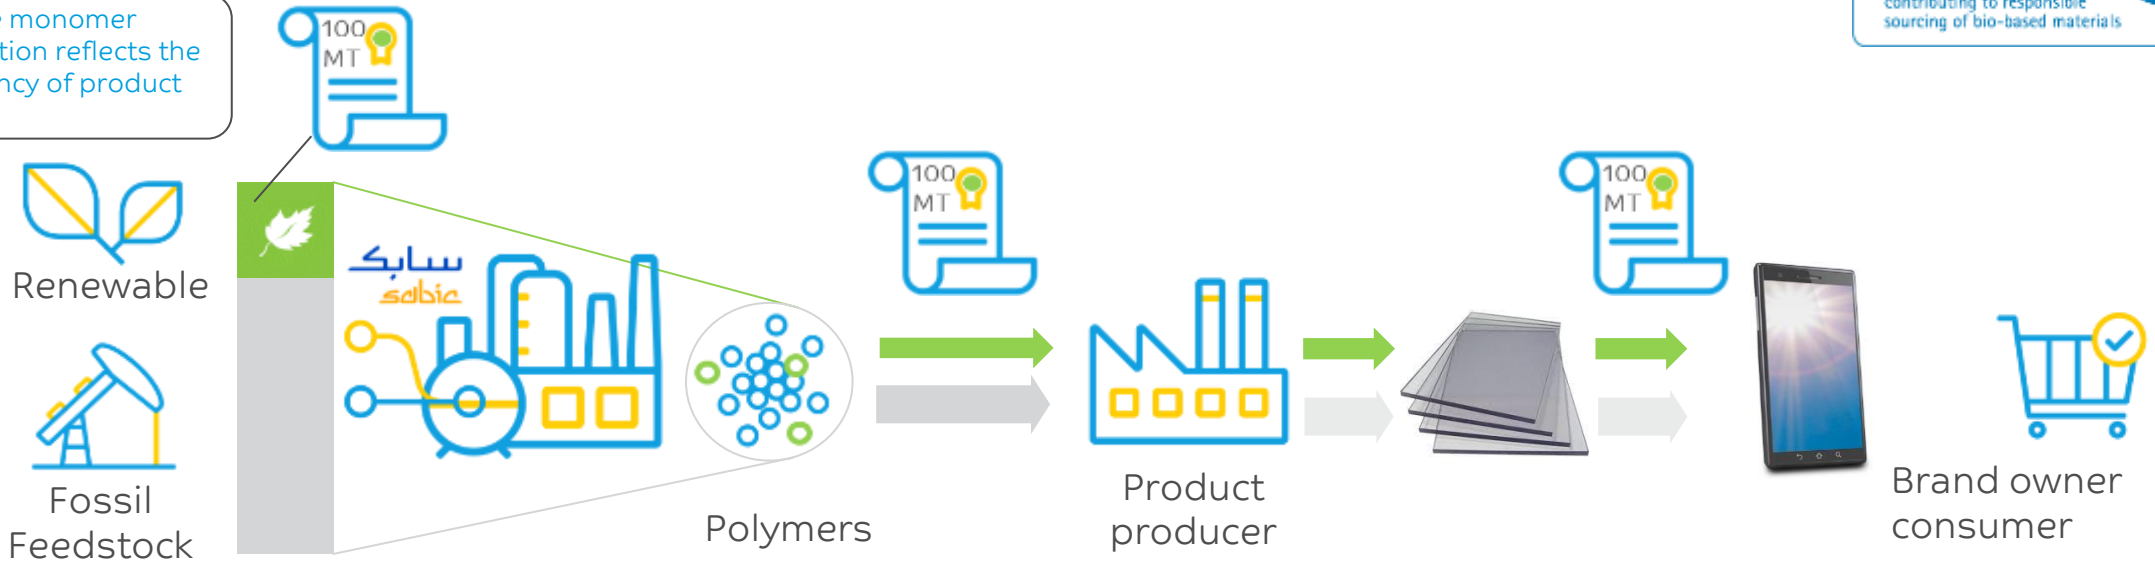 monomer
tion reflects the
ncy of product
100
MT
contributing to responsible
sourcing of bio-based materials
Renewable
سابك
sabic
100
MT
100
MT
Fossil
Feedstock
Polymers
Product
producer
Brand owner
consumer